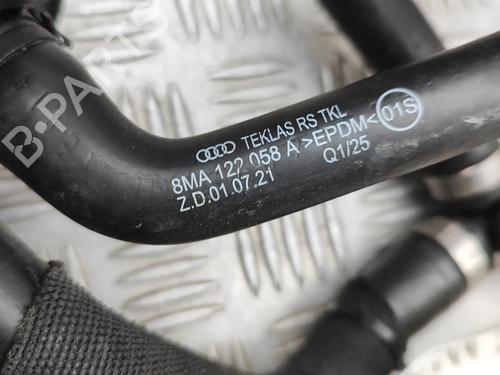 B-PARTS
TEKLAS RS TKL
8MA 122 058 A >EPDM< 01S
Z.D.01.07.21 Q1/25